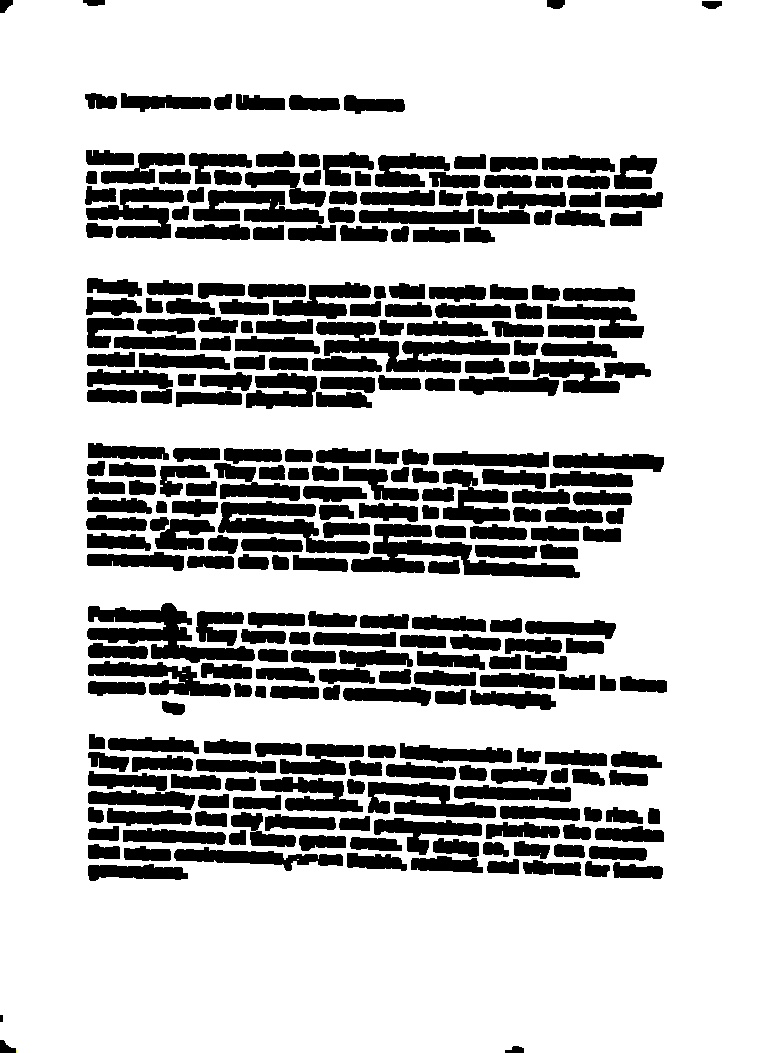 The Importance of Urban Green Spaces
Urban green spaces, such as parks, gardens, and green rooftops, play
a crucial role in the quality of life in cities. These areas are more than
just patches of greenery; they are essential for the physical and mental
well-being of urban residents, the environmental health of cities, and
the overall aesthetic and social fabric of urban life.
Firstly, urban green spaces provide a vital respite from the concrete
jungle. In cities, where buildings and roads dominate the landscape,
green spaces offer a natural escape for residents. These areas allow
for recreation and relaxation, providing opportunities for exercise,
social interaction, and even solitude. Activities such as jogging, yoga,
picnicking, or simply walking among trees can significantly reduce
stress and promote physical health.
Moreover, green spaces are critical for the environmental sustainability
of urban areas. They act as the lungs of the city, filtering pollutants
from the air and producing oxygen. Trees and plants absorb carbon
dioxide, a major greenhouse gas, helping to mitigate the effects of
effects of Additionally, green spaces can reduce urban heat
islands, where city centers become significantly warmer than
surrounding areas due to human activities and infrastructure.
Furthermore, green spaces foster social cohesion and community
engagement. They serve as communal areas where people from
diverse backgrounds can come together, interact, and build
Public events, sports, and cultural activities held in these
spaces to a sense of community and belonging.
In conclusion, urban green spaces are indispensable for modern cities.
They provide numerous benefits that enhance the quality of life, from
improving health and well-being to promoting environmental
sustainability and social cohesion. As urbanization continues to rise, it
is imperative that city planners and policymakers prioritize the creation
and maintenance of these green areas. By doing so, they can ensure
that urban environments are livable, resilient, and vibrant for future
generations.